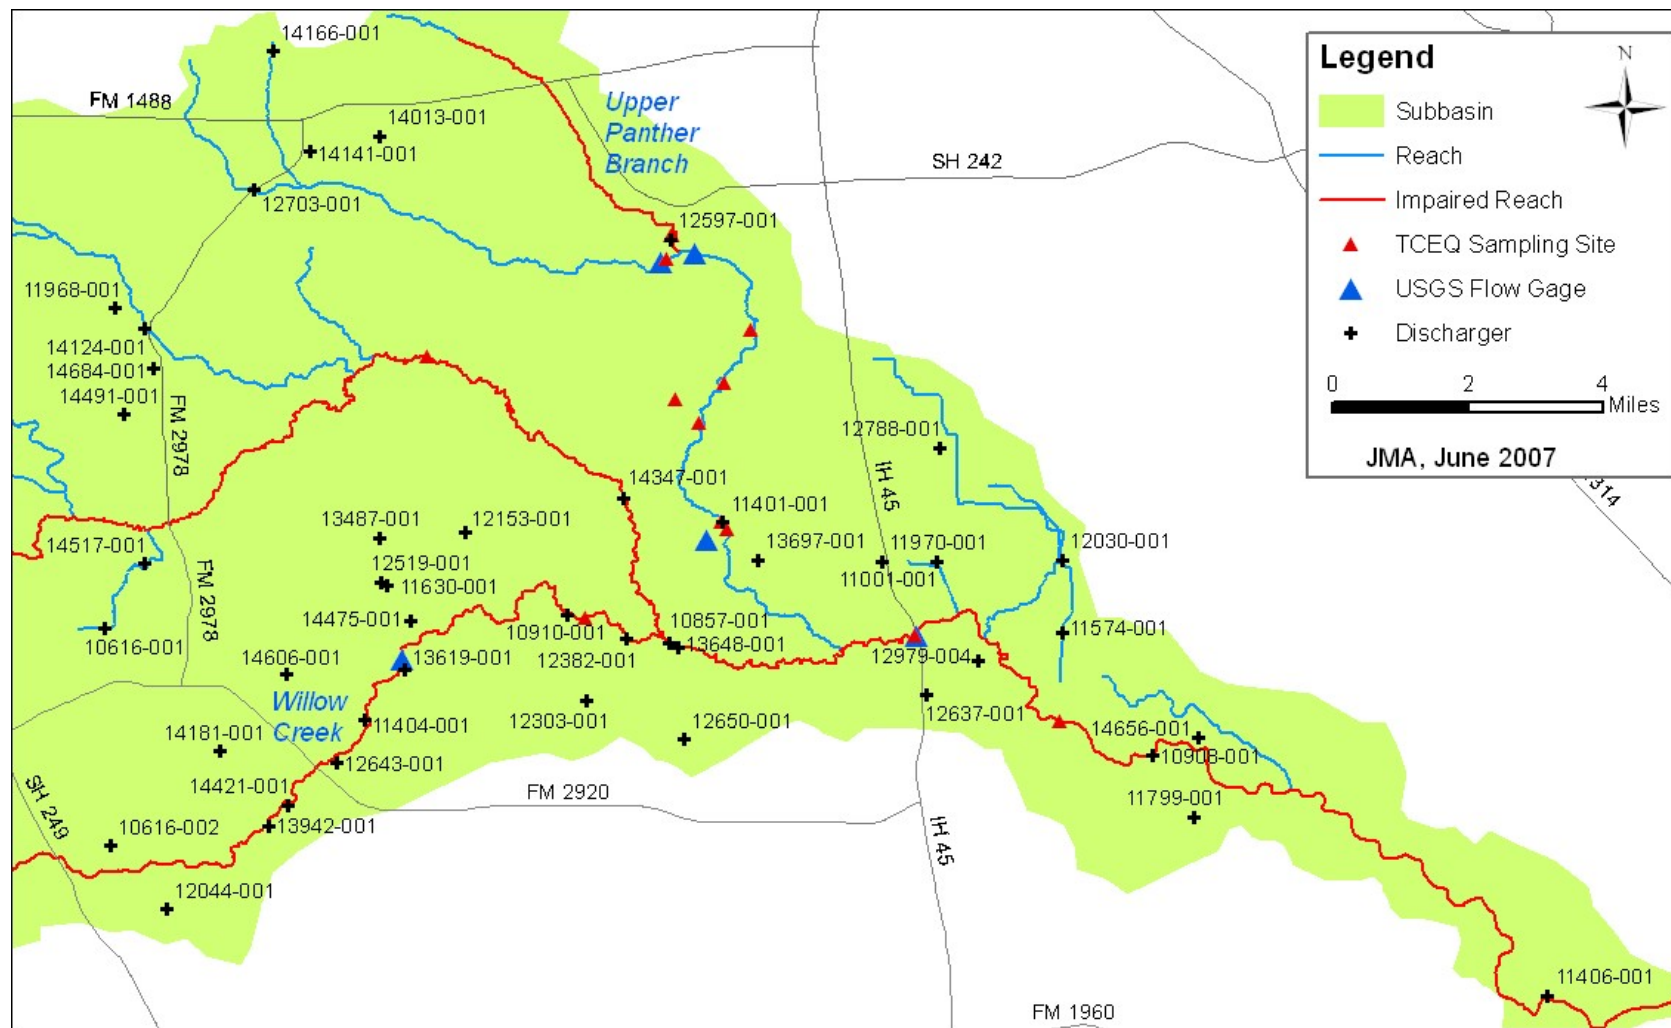 14166-001
FM 1488
14013-001
14141-001
12703-001
Upper
Panther
Branch
SH 242
12597-001
Legend
N
Subbasin
Reach
Impaired Reach
TCEQ Sampling Site
USGS Flow Gage
Discharger
0 2 4
Miles
JMA, June 2007
11968-001
14124-001
14684-001
14491-001
FM 2978
12788-001
IH 45
14347-001
11401-001
13487-001
12153-001
14517-001
12519-001
11630-001
13697-001
11970-001
11001-001
12030-001
FM 2978
14475-001
10616-001
10910-001
10857-001
13648-001
11574-001
14606-001
13619-001
12382-001
12979-004
Willow
Creek
11404-001
12303-001
12650-001
12637-001
14656-001
10908-001
14181-001
12643-001
14421-001
FM 2920
11799-001
SH 249
10616-002
13942-001
IH 45
12044-001
11406-001
FM 1960